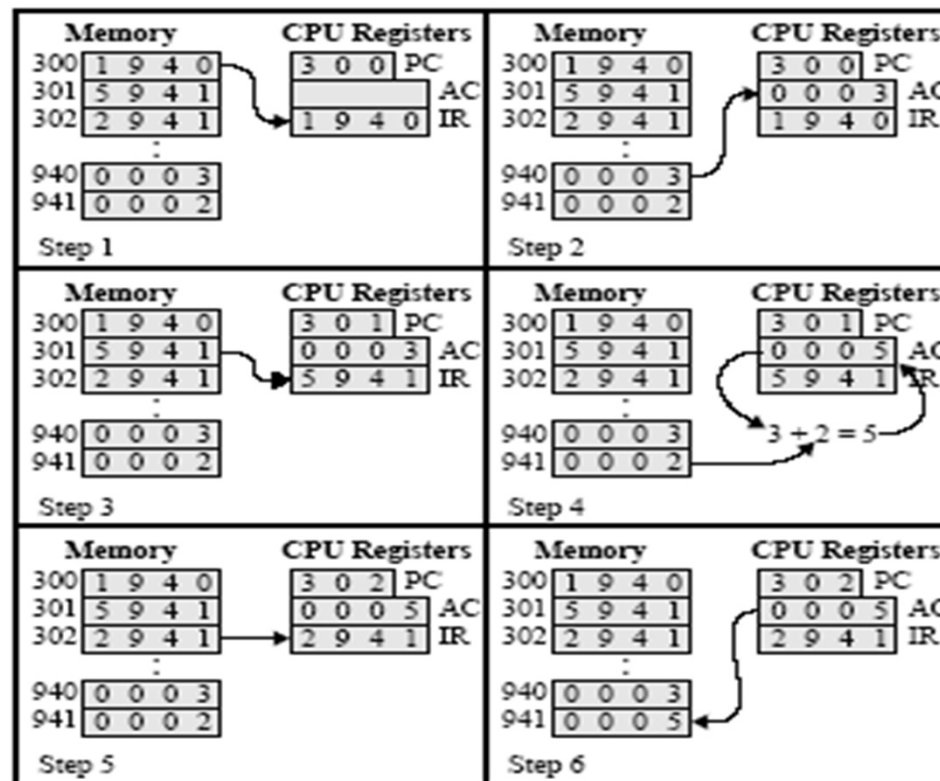 Memory CPU Registers
300 1 9 4 0 3 0 0 PC
301 5 9 4 1 AC
302 2 9 4 1 1 9 4 0 IR
:
940 0 0 0 3
941 0 0 0 2
Step 1
Memory CPU Registers
300 1 9 4 0 3 0 0 PC
301 5 9 4 1 0 0 0 3 AC
302 2 9 4 1 1 9 4 0 IR
:
940 0 0 0 3
941 0 0 0 2
Step 2
Memory CPU Registers
300 1 9 4 0 3 0 1 PC
301 5 9 4 1 0 0 0 3 AC
302 2 9 4 1 5 9 4 1 IR
:
940 0 0 0 3
941 0 0 0 2
Step 3
Memory CPU Registers
300 1 9 4 0 3 0 1 PC
301 5 9 4 1 0 0 0 5 AC
302 2 9 4 1 5 9 4 1 IR
:
940 0 0 0 3 3 + 2 = 5
941 0 0 0 2
Step 4
Memory CPU Registers
300 1 9 4 0 3 0 2 PC
301 5 9 4 1 0 0 0 5 AC
302 2 9 4 1 2 9 4 1 IR
:
940 0 0 0 3
941 0 0 0 2
Step 5
Memory CPU Registers
300 1 9 4 0 3 0 2 PC
301 5 9 4 1 0 0 0 5 AC
302 2 9 4 1 2 9 4 1 IR
:
940 0 0 0 3
941 0 0 0 5
Step 6